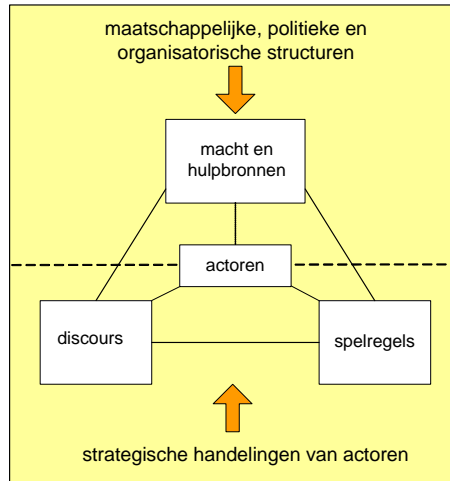 maatschappelijke, politieke en
organisatorische structuren
macht en
hulpbronnen
actoren
discours
spelregels
strategische handelingen van actoren